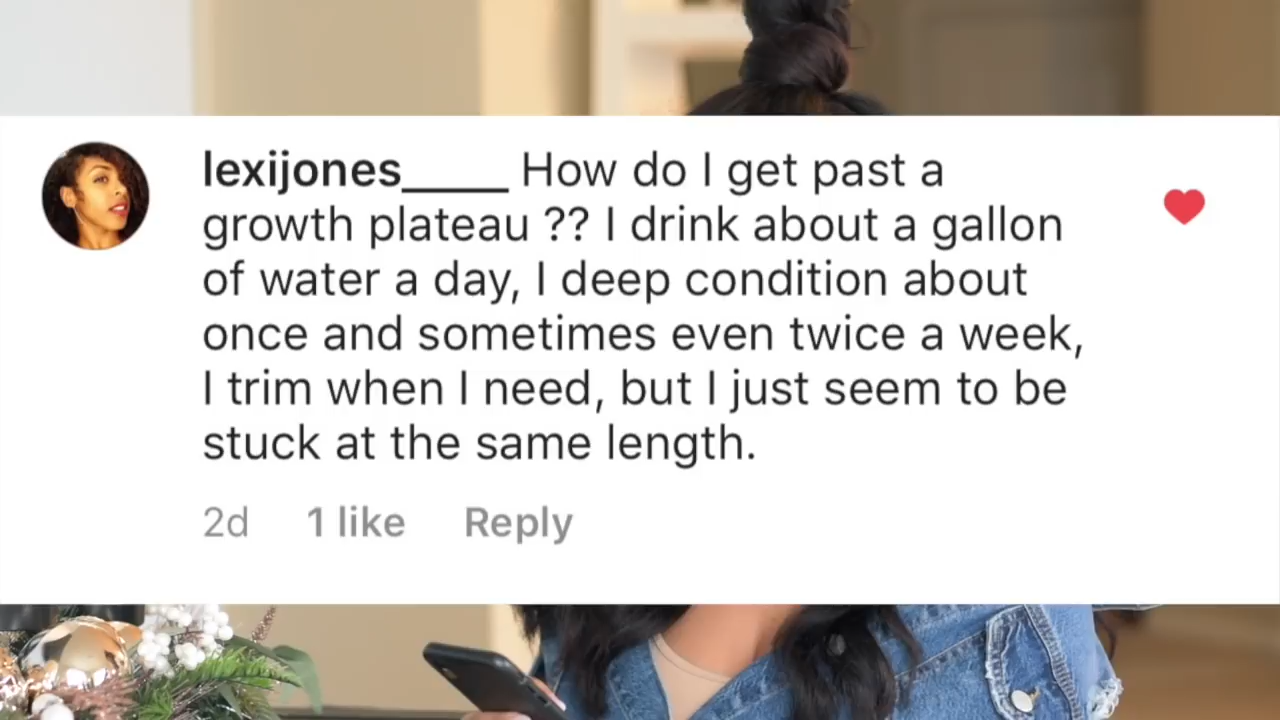 lexijones_____ How do I get past a
growth plateau ?? I drink about a gallon
of water a day, I deep condition about
once and sometimes even twice a week,
I trim when I need, but I just seem to be
stuck at the same length.
2d 1 like Reply